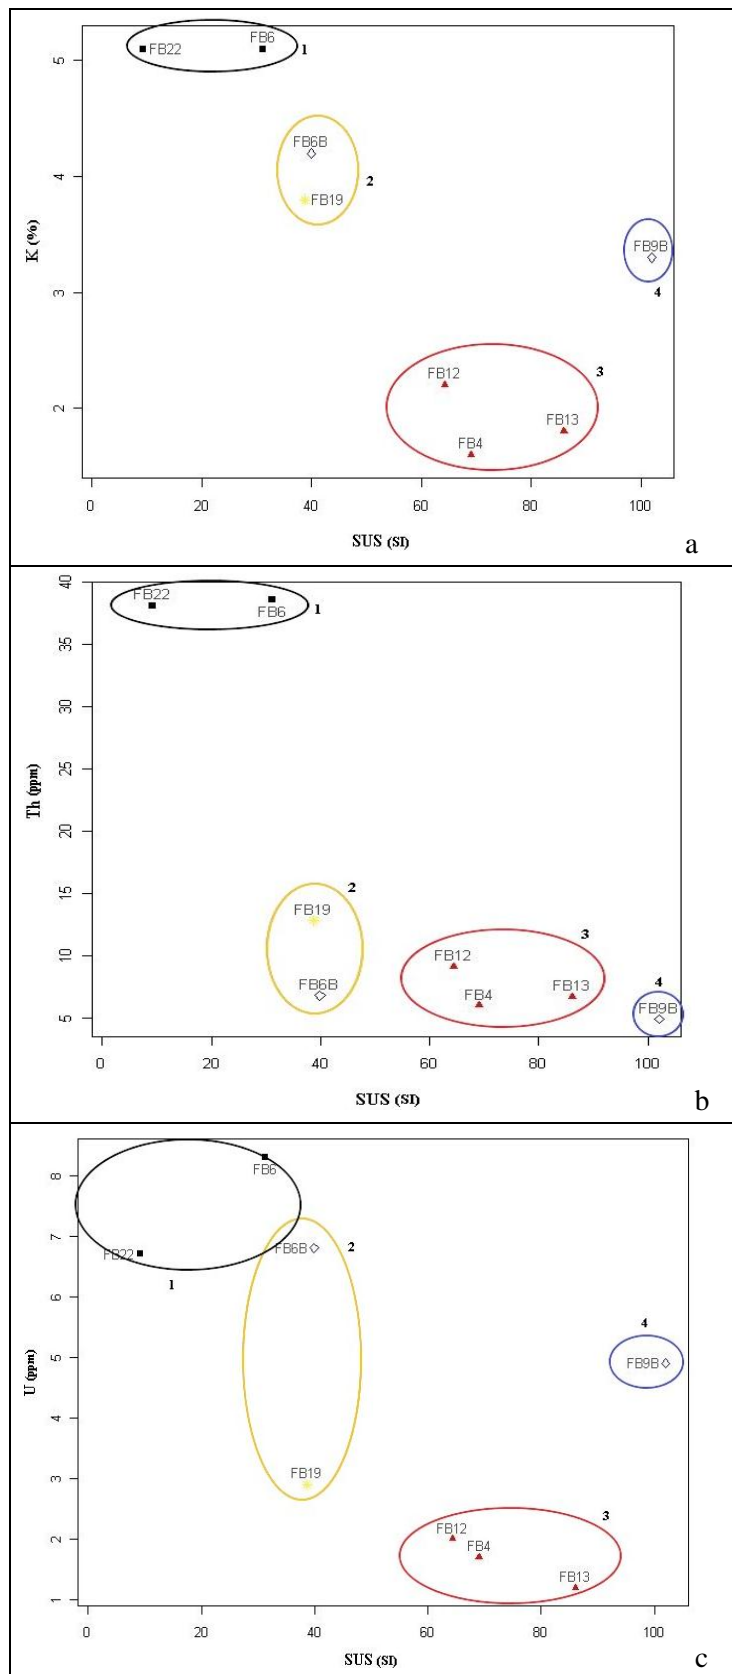 FB22
FB6
1
5
FB6B
2
4
FB19
FB9B
K (%)
3
4
FB12
3
2
FB13
FB4
0 20 40 60 80 100
SUS (SI)
a
40
FB22
1
FB6
35
30
25
Th (ppm)
20
15
2
FB19
3
10
FB12
4
FB6B
FB4
FB13
FB9B
5
0 20 40 60 80 100
SUS (SI)
b
8
FB6
7
FB22
FB6B
2
1
6
4
5
FB9B
U (ppm)
4
3
FB19
3
2
FB12
FB4
FB13
1
0 20 40 60 80 100
SUS (SI)
c